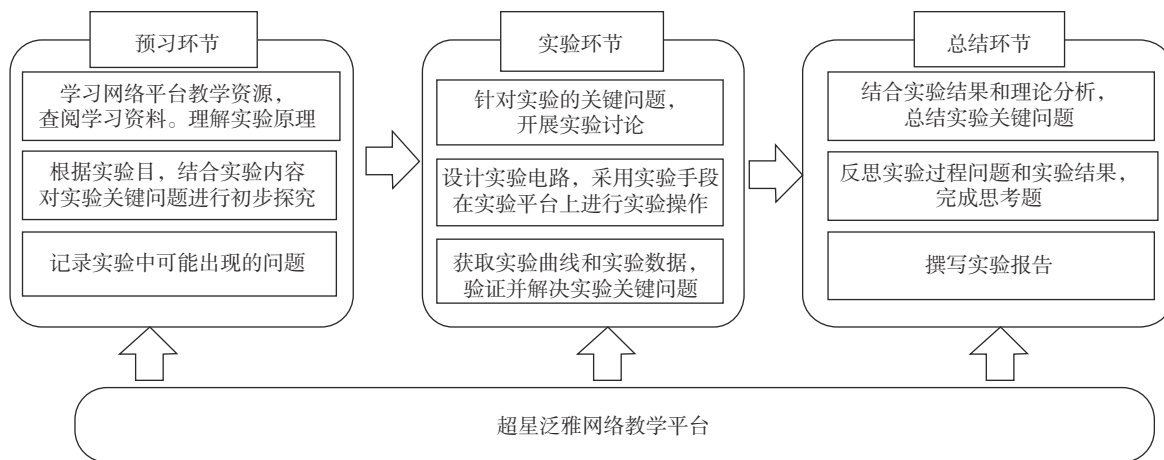 预习环节
学习网络平台教学资源，
查阅学习资料。理解实验原理
根据实验目，结合实验内容
对实验关键问题进行初步探究
记录实验中可能出现的问题
实验环节
针对实验的关键问题，
开展实验讨论
设计实验电路，采用实验手段
在实验平台上进行实验操作
获取实验曲线和实验数据，
验证并解决实验关键问题
总结环节
结合实验结果和理论分析，
总结实验关键问题
反思实验过程问题和实验结果，
完成思考题
撰写实验报告
超星泛雅网络教学平台